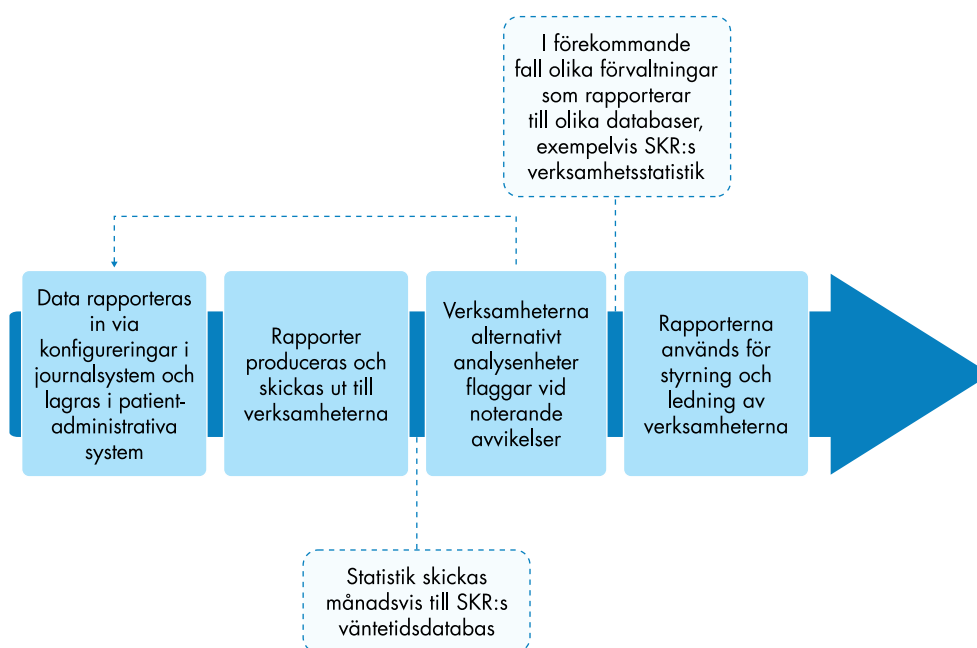 I förekommande
fall olika förvaltningar
som rapporterar
till olika databaser,
exempelvis SKR:s
verksamhetsstatistik
Data rapporteras
in via
konfigureringar i
journalsystem och
lagras i patient-
administrativa
system
Rapporter
produceras och
skickas ut till
verksamheterna
Verksamheterna
alternativt
analysenheter
flaggar vid
noterande
avvikelser
Rapporterna
används för
styrning och
ledning av
verksamheterna
Statistik skickas
månadsvis till SKR:s
väntetidsdatabas